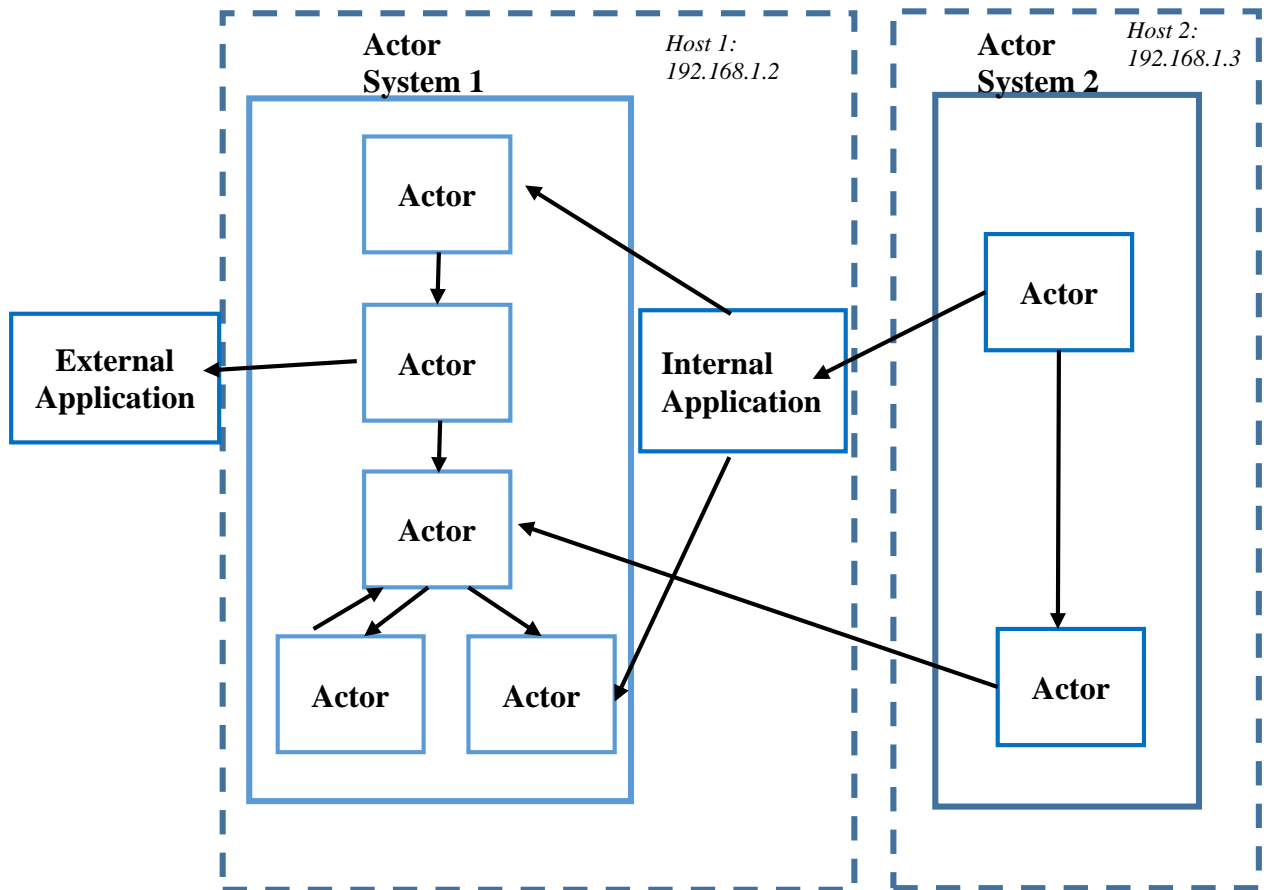 Actor
System 1
Host 1:
192.168.1.2
Actor
System 2
Host 2:
192.168.1.3
Actor
Actor
External
Application
Actor
Internal
Application
Actor
Actor
Actor
Actor